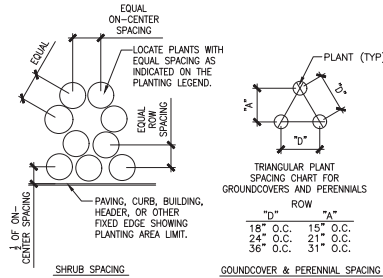 EQUAL
ON-CENTER
SPACING
EQUAL
LOCATE PLANTS WITH
EQUAL SPACING AS
INDICATED ON THE
PLANTING LEGEND.
EQUAL
ROW
SPACING
½ OF ON-
CENTER SPACING
PAVING, CURB, BUILDING,
HEADER, OR OTHER
FIXED EDGE SHOWING
PLANTING AREA LIMIT.
SHRUB SPACING
PLANT (TYP)
"A"
"D"
"D"
TRIANGULAR PLANT
SPACING CHART FOR
GROUNDCOVERS AND PERENNIALS
ROW
"D" "A"
18" O.C. 15" O.C.
24" O.C. 21" O.C.
36" O.C. 31" O.C.
GOUNDCOVER & PERENNIAL SPACING